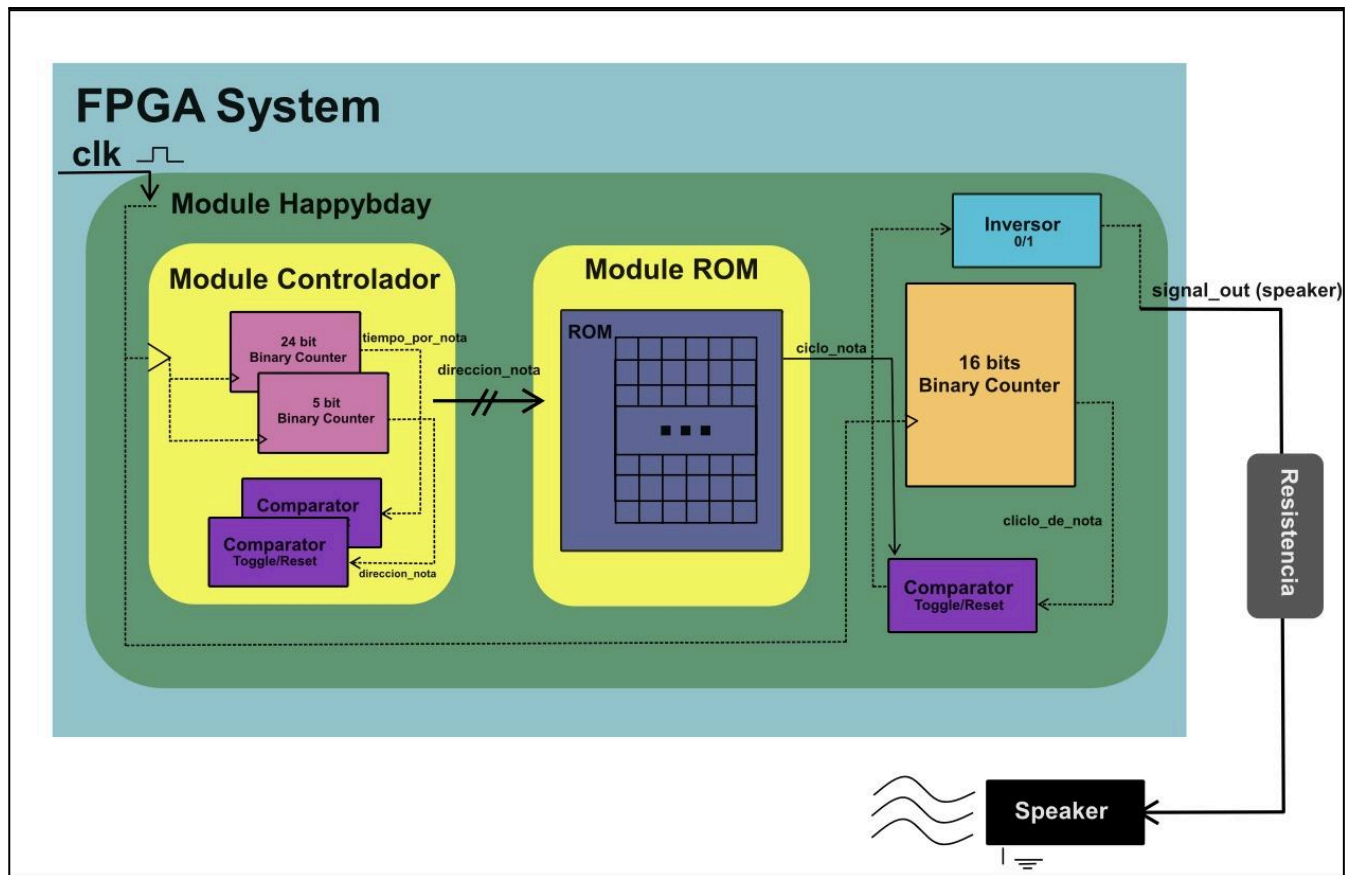 FPGA System
clk
Module Happybday
Module Controlador
24 bit
Binary Counter
tiempo_por_nota
5 bit
Binary Counter
Comparator
Comparator
Toggle/Reset
direccion_nota
direccion_nota
Module ROM
ROM
ciclo_nota
Inversor
0/1
16 bits
Binary Counter
cliclo_de_nota
Comparator
Toggle/Reset
signal_out (speaker)
Resistencia
Speaker